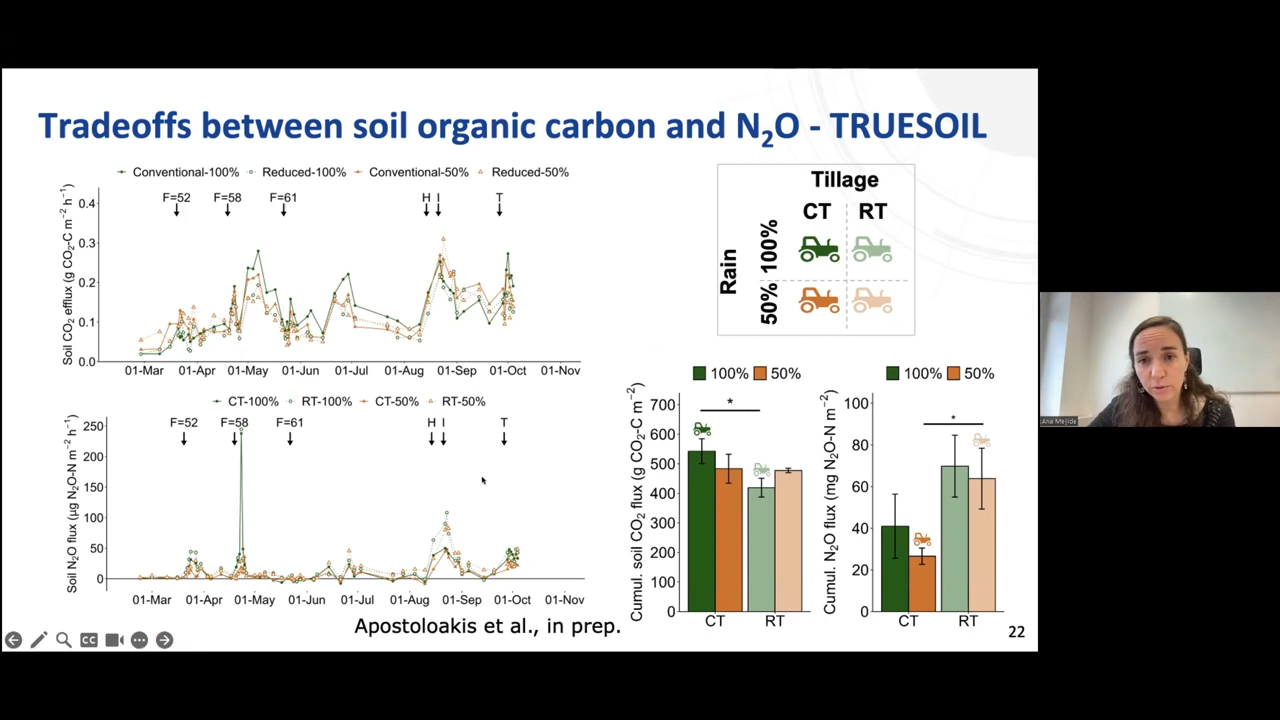 Tradeoffs between soil organic carbon and N2O - TRUESOIL
Conventional-100% Reduced-100% Conventional-50% Reduced-50%
Soil CO2 efflux (g CO2-C m-2 h-1)
F=52 F=58 F=61 H I T
0.4
0.3
0.2
0.1
0.0
01-Mar 01-Apr 01-May 01-Jun 01-Jul 01-Aug 01-Sep 01-Oct 01-Nov
CT-100% RT-100% CT-50% RT-50%
Soil N2O flux (µg N2O-N m-2 h-1)
F=52 F=58 F=61 H I T
250
200
150
100
50
0
01-Mar 01-Apr 01-May 01-Jun 01-Jul 01-Aug 01-Sep 01-Oct 01-Nov
Tillage
CT RT
Rain
100%
50%
100% 50%
Cumul. soil CO2 flux (g CO2-C m-2)
700
600
500
400
300
200
100
0
*
CT RT
100% 50%
Cumul. N2O flux (mg N2O-N m-2)
100
80
60
40
20
0
*
CT RT
Apostoloakis et al., in prep.
22
CC
Ana Meijide